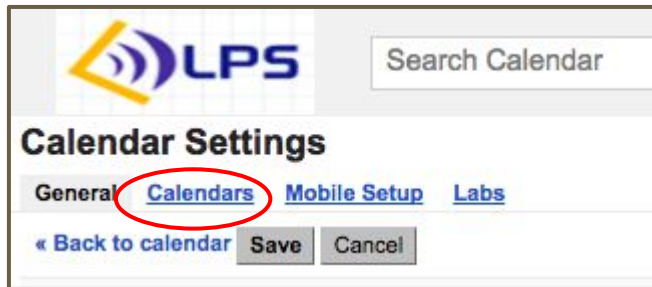 LPS
Search Calendar
Calendar Settings
General Calendars Mobile Setup Labs
« Back to calendar Save Cancel